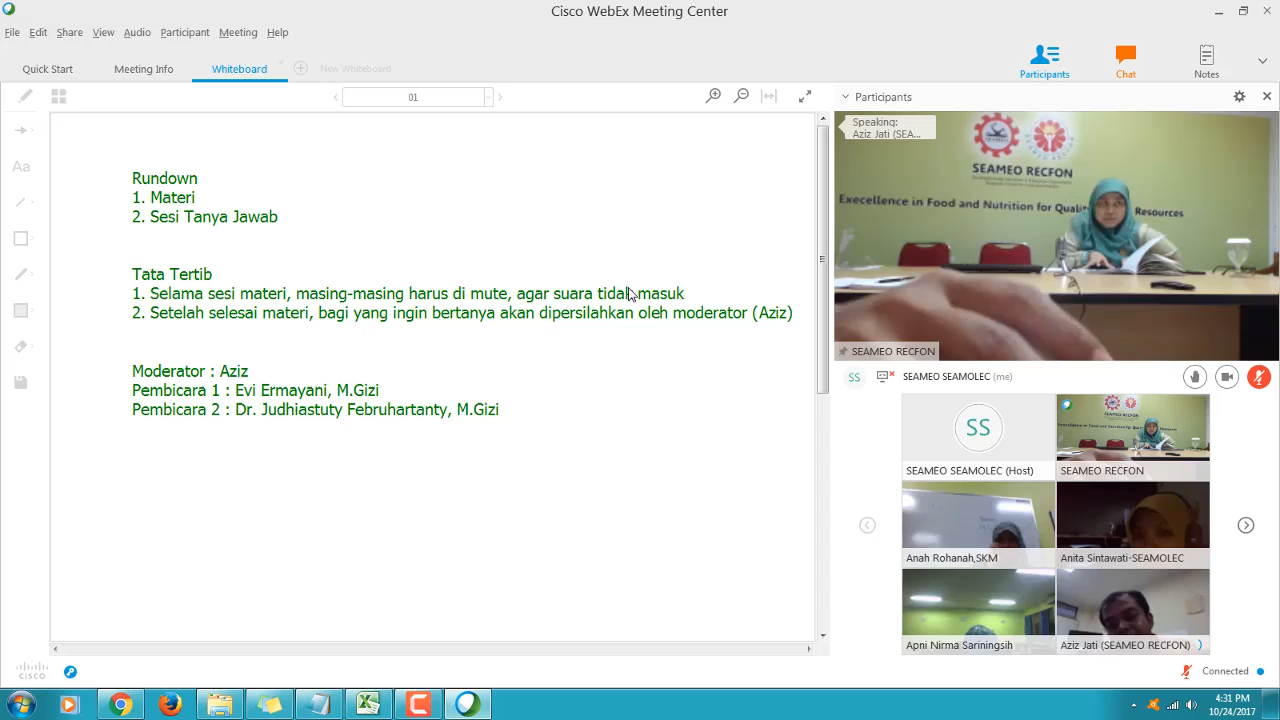 Cisco WebEx Meeting Center
File Edit Share View Audio Participant Meeting Help
Quick Start Meeting Info Whiteboard New Whiteboard
Participants Chat Notes
01
Participants
Speaking:
Aziz Jati (SEA...
SEAMEO RECFON
Execellence in Food and Nutrition for Qual Resources
SEAMEO RECFON
Rundown
1. Materi
2. Sesi Tanya Jawab
Tata Tertib
1. Selama sesi materi, masing-masing harus di mute, agar suara tidak masuk
2. Setelah selesai materi, bagi yang ingin bertanya akan dipersilahkan oleh moderator (Aziz)
Moderator : Aziz
Pembicara 1 : Evi Ermayani, M.Gizi
Pembicara 2 : Dr. Judhiastuty Februhartanty, M.Gizi
SS SEAMEO SEAMOLEC (me)
SS
SEAMEO SEAMOLEC (Host)
SEAMEO RECFON
Anah Rohanah,SKM
Anita Sintawati-SEAMOLEC
Apni Nirma Sariningsih
Aziz Jati (SEAMEO RECFON)
cisco
Connected
4:31 PM
10/24/2017